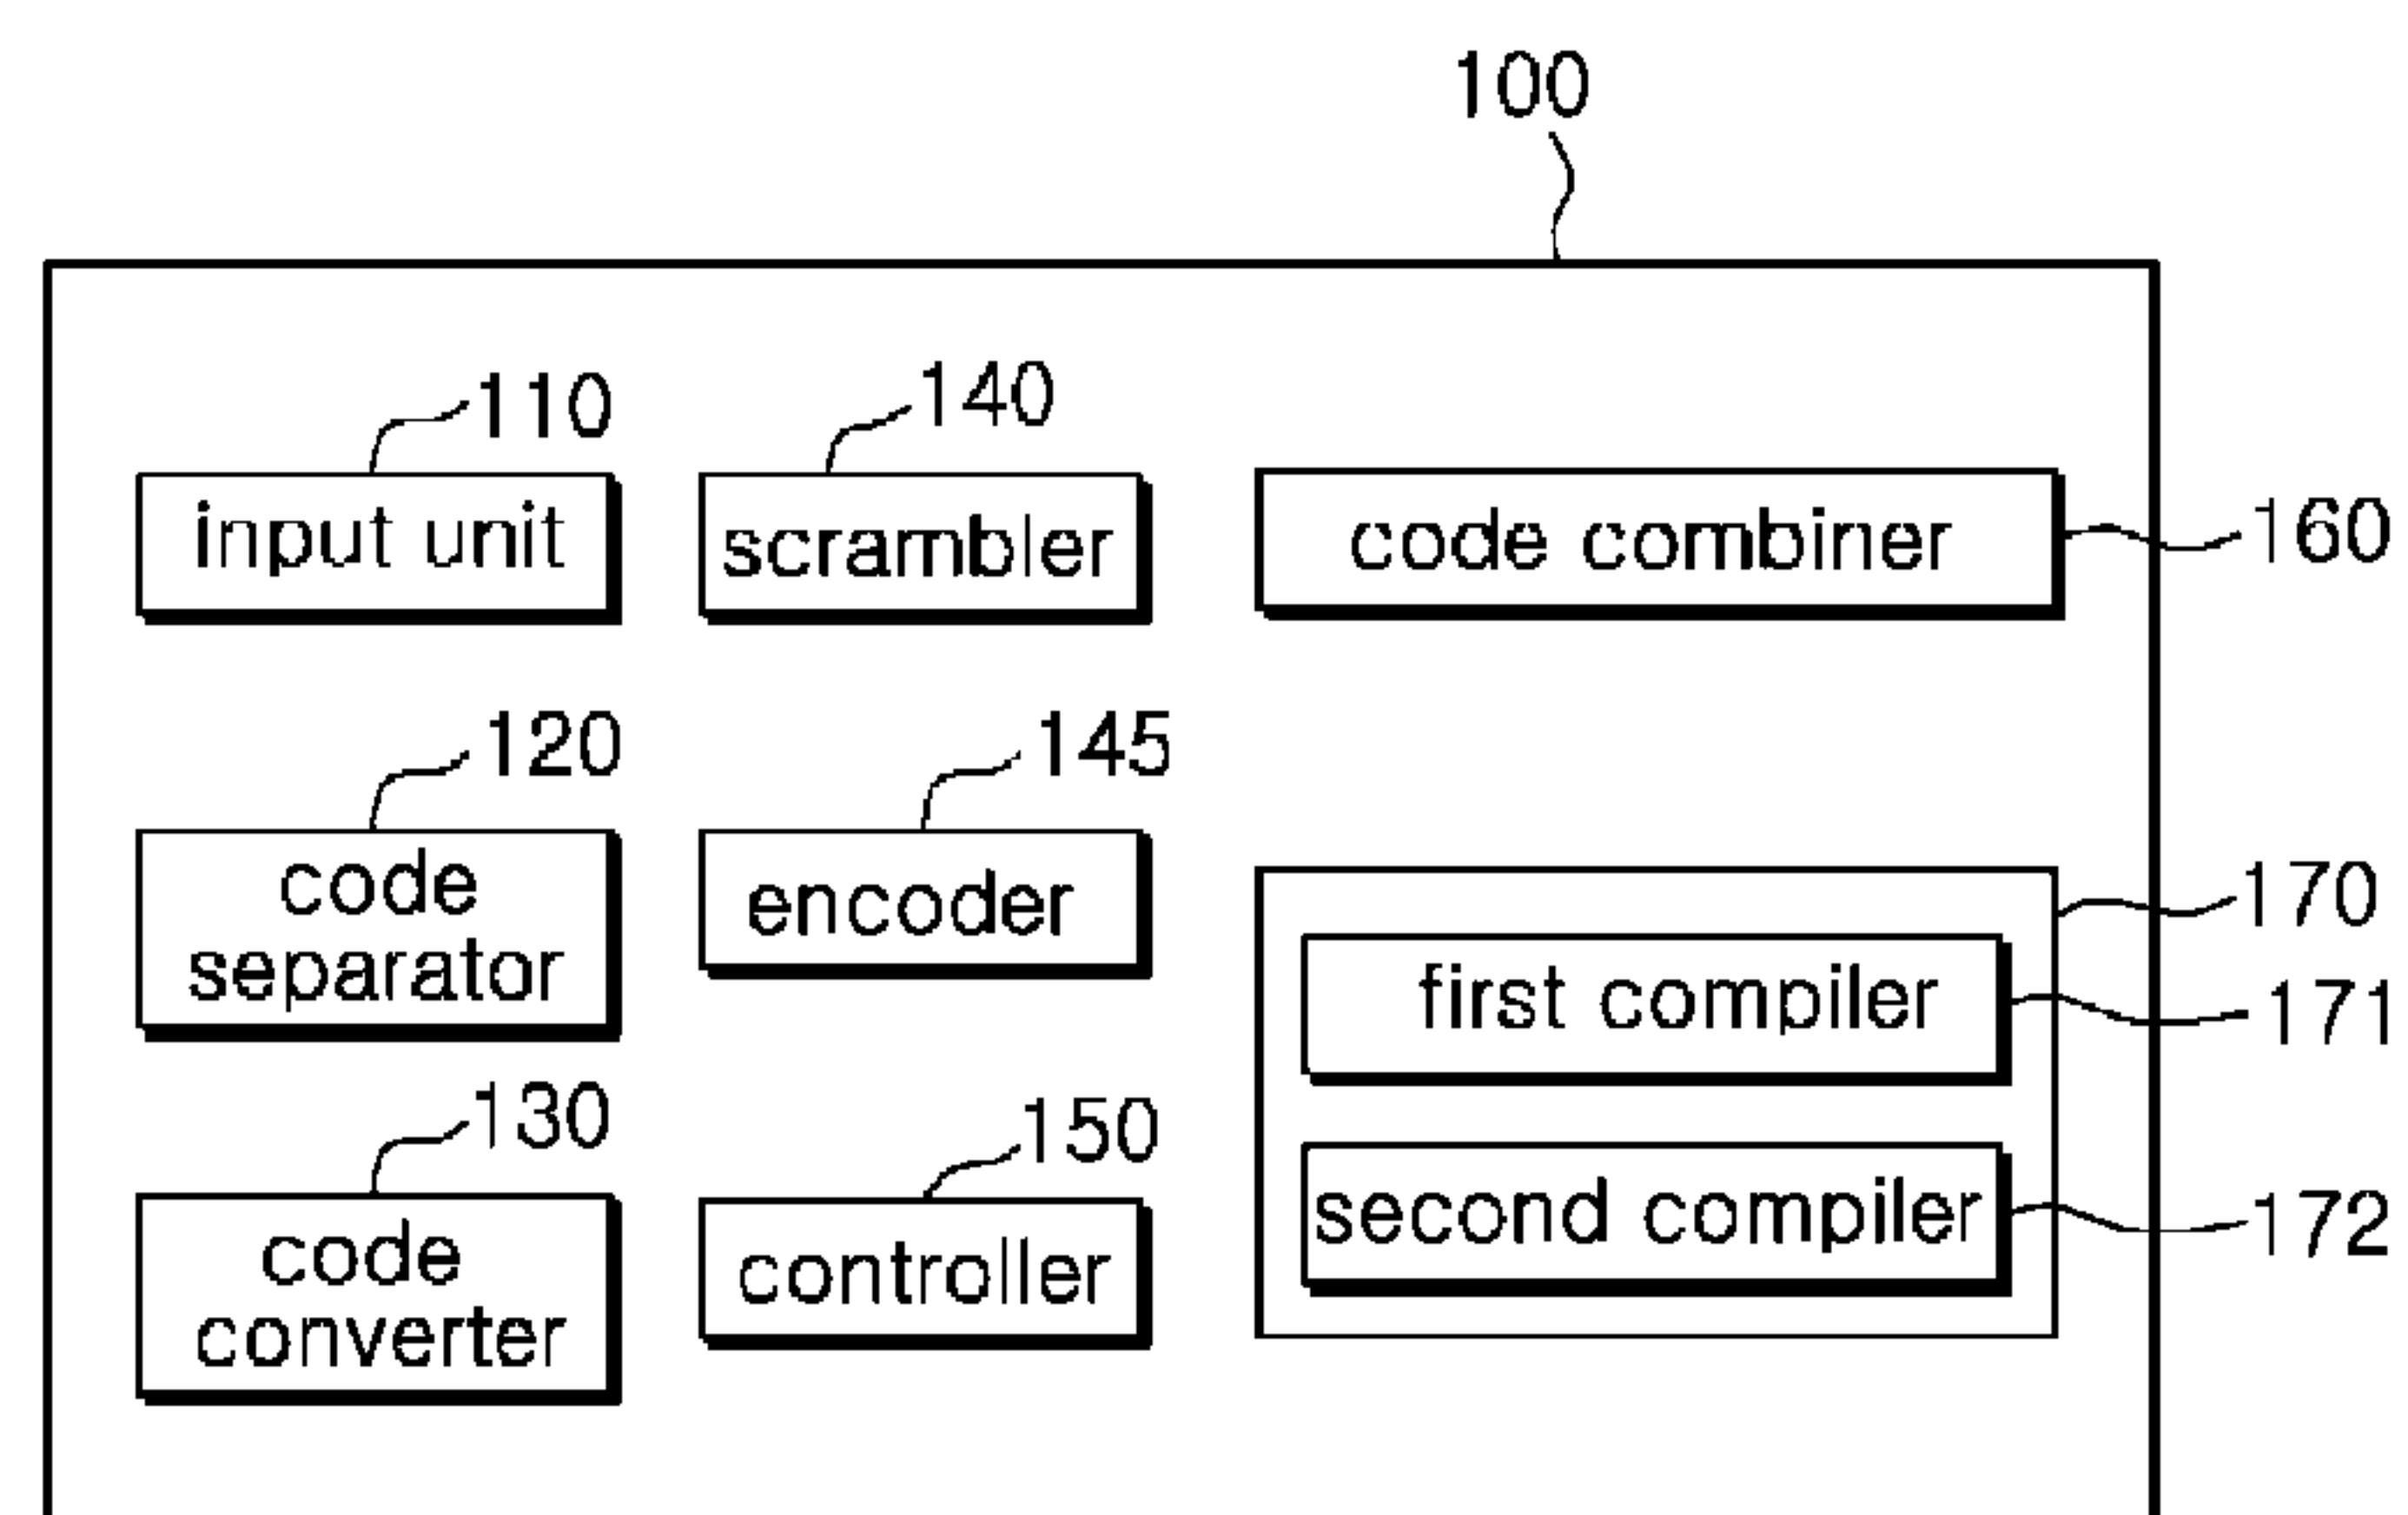 100
110
input unit
140
scrambler
code combiner
160
120
code
separator
145
encoder
170
first compiler
171
second compiler
172
130
code
converter
150
controller